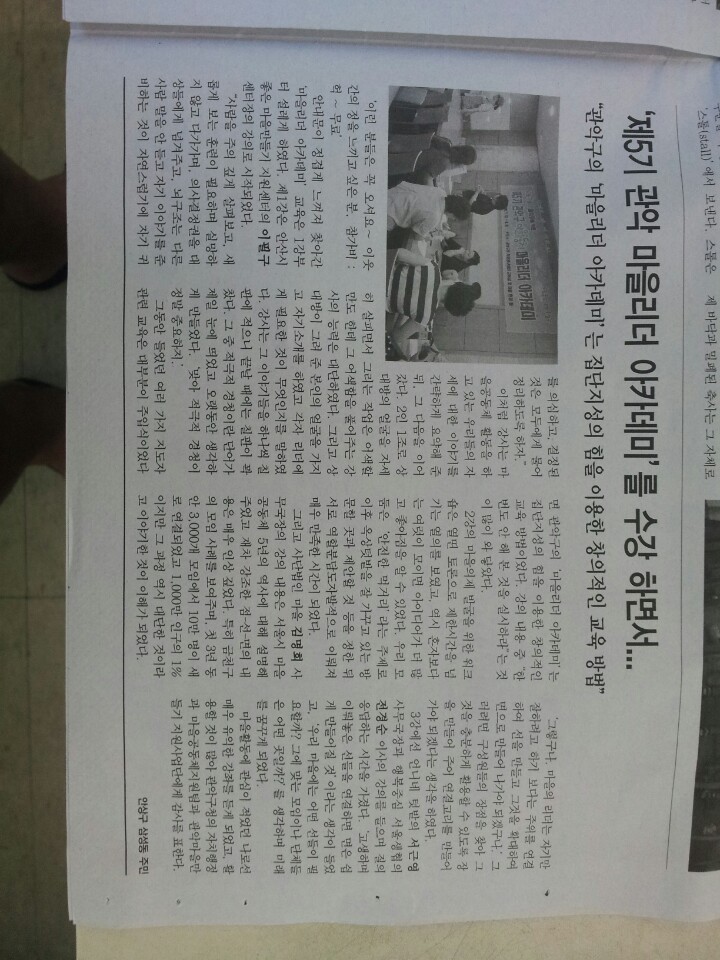 '스톨(stall)'에서 보낸다. 스톨은
제 바닥과 밀폐된 축사는 그 자체로
'제5기 관악 마을리더 아카데미'를 수강 하면서...
"관악구의 '마을리더 아카데미'는 집단지성의 힘을 이용한 창의적인 교육 방법"
제5기 관악구
마을리더 아카데미
'이런 분들은 꼭 오셔요~ 이웃
간의 정을 느끼고 싶은 분, 참가비 :
헉 ~ 무료'
안내문이 정겹게 느껴져 찾아간
'마을리더 아카데미' 교육은 1강부
터 설레게 하였다. 제1강은 안산시
좋은 마을만들기 지원센터의 이필구
센터장의 강의로 시작되었다.
"사람을 주의 깊게 살펴보고, 새
롭게 보는 훈련이 필요하며 실망하
지 않고 다가가며, 의사결정권을 대
상들에게 넘겨주고, 뇌구조는 다른
사람 말을 안 듣고 자기 이야기를 준
비하는 것이 자연스럽기에 자기 귀
를 의심하고, 결정된
것은 모두에게 물어
정리하도록 하자."
이처럼 강사는 마
을공동체 활동을 하
고 있는 우리들의 자
세에 대한 이야기를
간략하게 요약해 준
뒤, 그 다음을 이어
갔다. 2인 1조로 상
대방의 얼굴을 자세
히 살피면서 그리는 작업은 어색할
만도 한데 그 어색함을 풀어주는 강
사의 능력은 대단하였다. 그리고 상
대방이 그려 준 본인의 얼굴을 가지
고 자기소개를 하였고 각자 리더에
게 필요한 것이 무엇인지를 말하였
다. 강사는 그 이야기들을 하나씩 칠
판에 적으니 끝날 때에는 칠판이 꽉
찼다. 그 중 적극적 경청이란 단어가
제일 눈에 띄었고 오랫동안 생각하
게 만들었다. '맞아 적극적 경청이
정말 중요하지.'
그동안 들었던 여러 가지 지도자
관련 교육은 대부분이 주입식이었다
면 관악구의 '마을리더 아카데미'는
집단지성의 힘을 이용한 창의적인
교육 방법이었다. 강의 내용 중 "한
번도 안 해 본 것을 실시하라"는 것
이 많이 와 닿았다.
2강의 마을의제 발굴을 위한 워크
숍은 열띤 토론으로 제한시간을 넘
기는 열의를 보였고, 역시 혼자보다
는 여럿이 모이면 아이디어가 더 많
고 좋아짐을 알 수 있었다. 우리 모
둠은 '안전한 먹거리'라는 주제로
이후 옥상텃밭을 잘 가꾸고 있는 방
문할 곳과 제안할 것 등을 정한 뒤
서로 역할분담도자발적으로 이뤄져
매우 만족한 시간이 되었다.
그리고 사단법인 마을 김명희 사
무국장의 강의 내용은 서울시 마을
공동체 5년의 역사에 대해 설명해
주었고 재차 강조한 점-선-면의 내
용은 매우 인상 깊었다. 특히 금천구
의 모임 사례를 보여주며, 첫 3년 동
안 3,000개 모임에서 10만 명이 새
로 연결되었고 1,000만 인구의 1%
이지만 그 과정 역시 대단한 것이라
고 이야기한 것이 이해가 되었다.
'그렇구나. 마을의 리더는 자기만
잘하려고 하기 보다는 주위를 연결
하여 선을 만들고 그것을 확대하여
면으로 만들어 나가야 되겠구나.' 그
러려면 구성원들의 장점을 찾아 그
것을 충분하게 활용할 수 있도록 장
을 만들어 주어 연결고리를 만들어
가야 되겠다는 생각을 하였다.
3강에선 언니네 텃밭의 서근영
사무국장과 행복중심 서울생협의
전경순 이사의 강의를 들으며 질의
응답하는 시간을 가졌다. '고생하며
이뤄놓은 선들을 연결하면 면은 쉽
게 만들어질 것' 이라는 생각이 들었
고, '우리 마을에는 어떤 선들이 필
요할까? 그에 맞는 모임이나 단체들
은 어떤 곳일까?' 를 생각하며 미래
를 꿈꾸게 되었다.
마을활동에 관심이 적었던 나로선
매우 유익한 강좌를 듣게 되었고, 활
용할 것이 많아 관악구청의 자치행정
과 마을공동체지원팀과 관악마을만
들기 지원사업단에게 감사를 표한다.
안상구 삼성동 주민